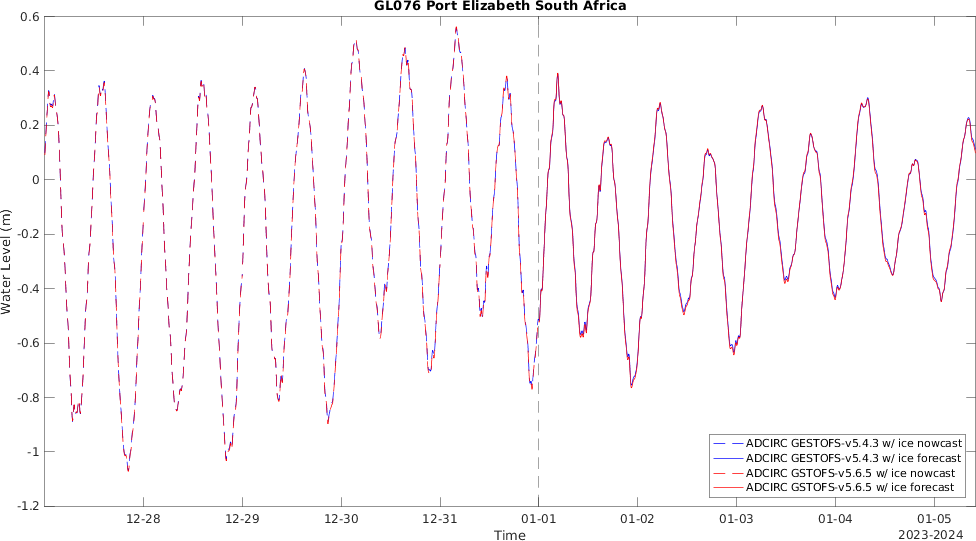 GL076 Port Elizabeth South Africa
0.6
0.4
0.2
0
-0.2
-0.4
-0.6
-0.8
-1
-1.2
Water Level (m)
12-28
12-29
12-30
12-31
01-01
01-02
01-03
01-04
01-05
Time
2023-2024
ADCIRC GESTOFS-v5.4.3 w/ ice nowcast
ADCIRC GESTOFS-v5.4.3 w/ ice forecast
ADCIRC GSTOFS-v5.6.5 w/ ice nowcast
ADCIRC GSTOFS-v5.6.5 w/ ice forecast